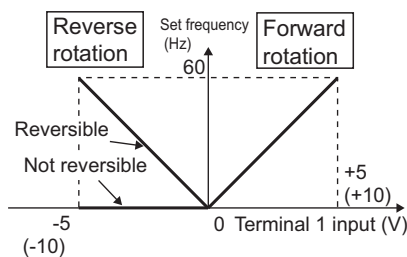 Reverse
rotation
Set frequency
(Hz)
Forward
rotation
60
Reversible
Not reversible
+5
(+10)
-5
(-10)
0
Terminal 1 input (V)